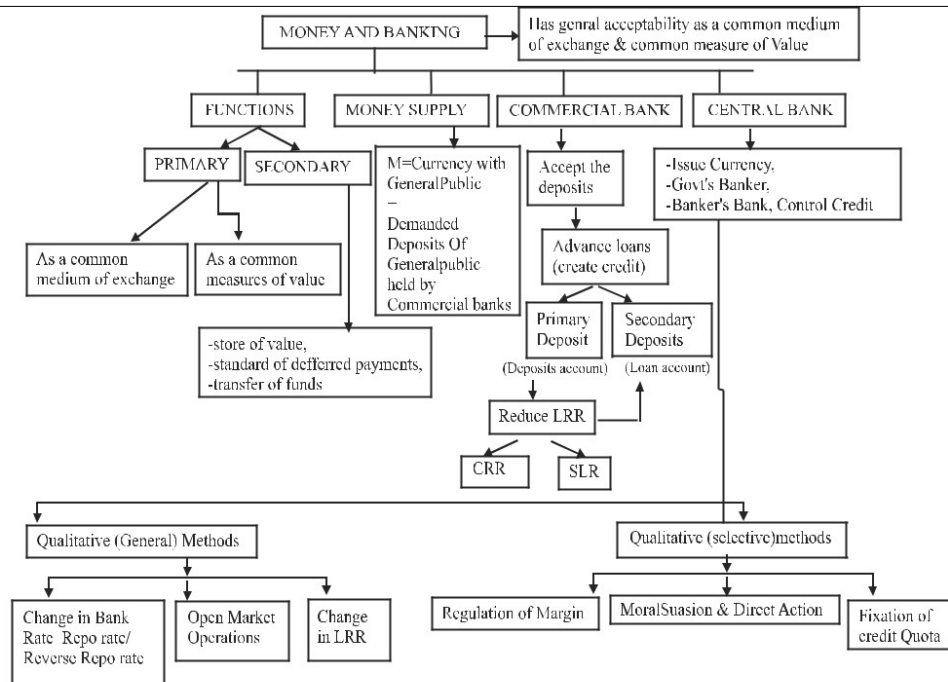 MONEY AND BANKING
Has genral acceptability as a common medium
of exchange & common measure of Value
FUNCTIONS
MONEY SUPPLY
COMMERCIAL BANK
CENTRAL BANK
PRIMARY
SECONDARY
M=Currency with
GeneralPublic
–
Demanded
Deposits Of
Generalpublic
held by
Commercial banks
Accept the
deposits
-Issue Currency,
-Govt's Banker,
-Banker's Bank, Control Credit
As a common
medium of exchange
As a common
measures of value
Advance loans
(create credit)
-store of value,
-standard of defferred payments,
-transfer of funds
Primary
Deposit
Secondary
Deposits
(Deposits account)
(Loan account)
Reduce LRR
CRR
SLR
Qualitative (General) Methods
Qualitative (selective)methods
Change in Bank
Rate Repo rate/
Reverse Repo rate
Open Market
Operations
Change
in LRR
Regulation of Margin
MoralSuasion & Direct Action
Fixation of
credit Quota